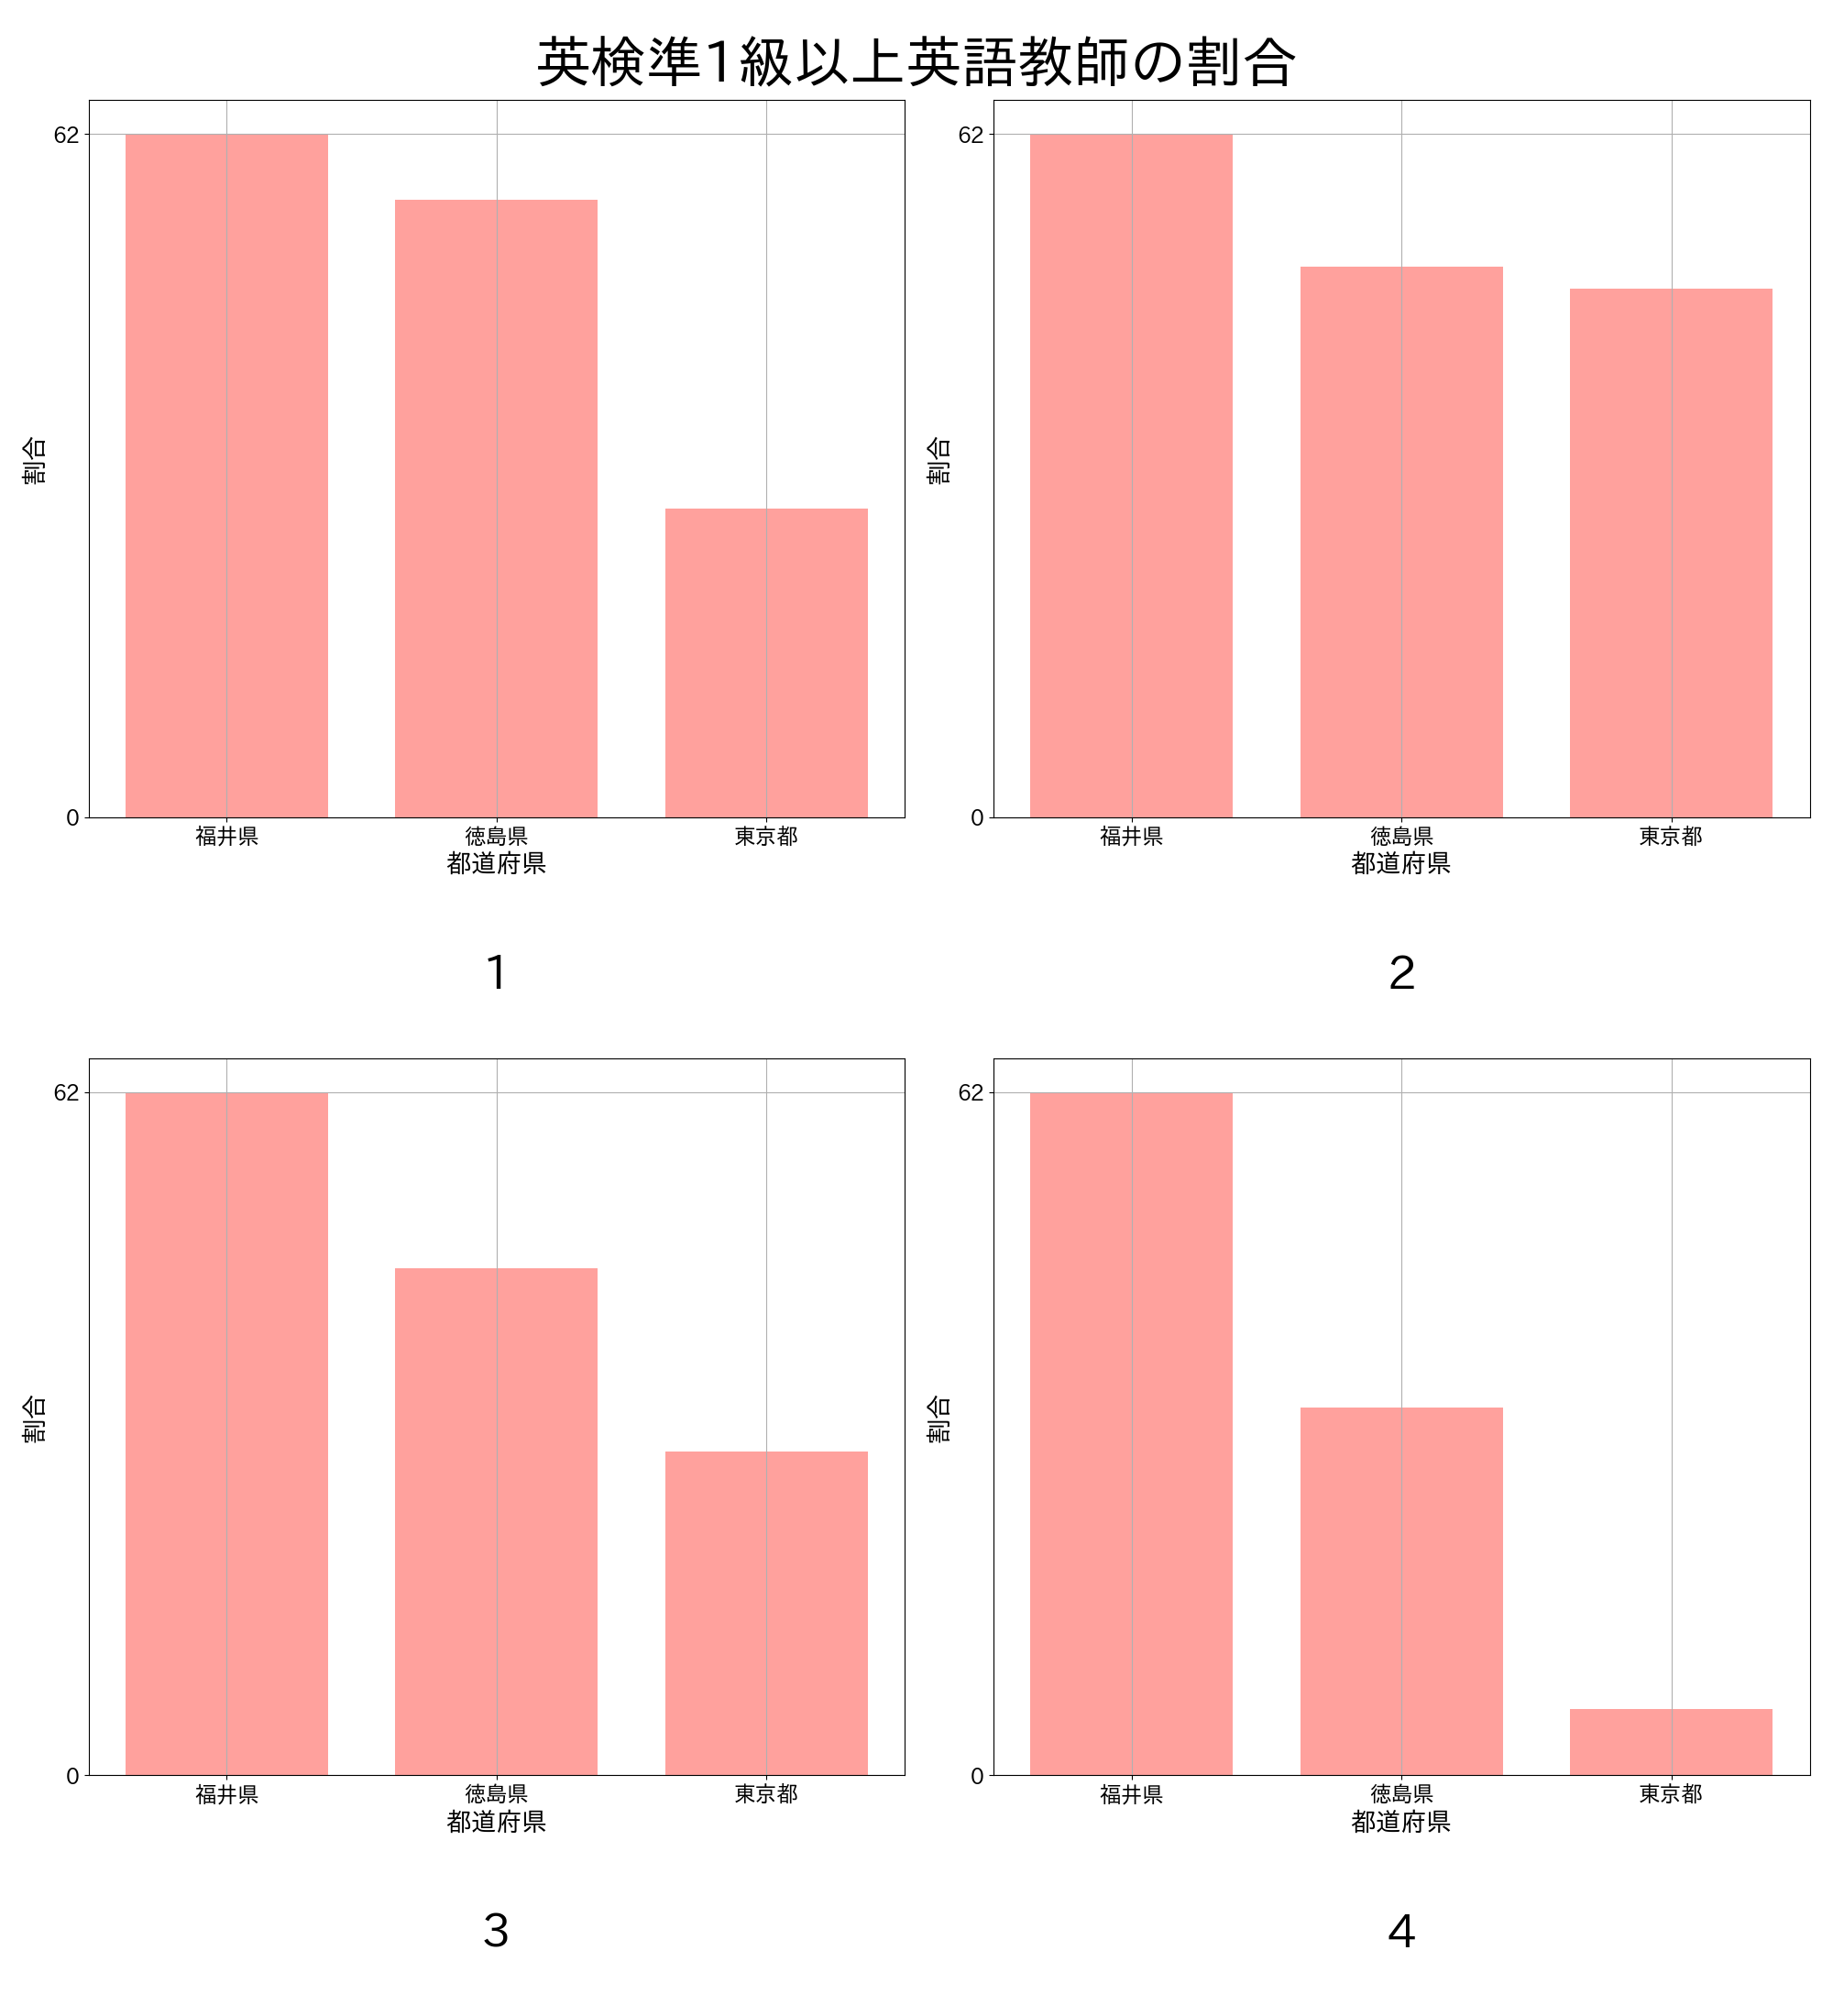 英検準1級以上英語教師の割合
62
0
割合
福井県 徳島県 東京都
都道府県
1
62
0
割合
福井県 徳島県 東京都
都道府県
2
62
0
割合
福井県 徳島県 東京都
都道府県
3
62
0
割合
福井県 徳島県 東京都
都道府県
4